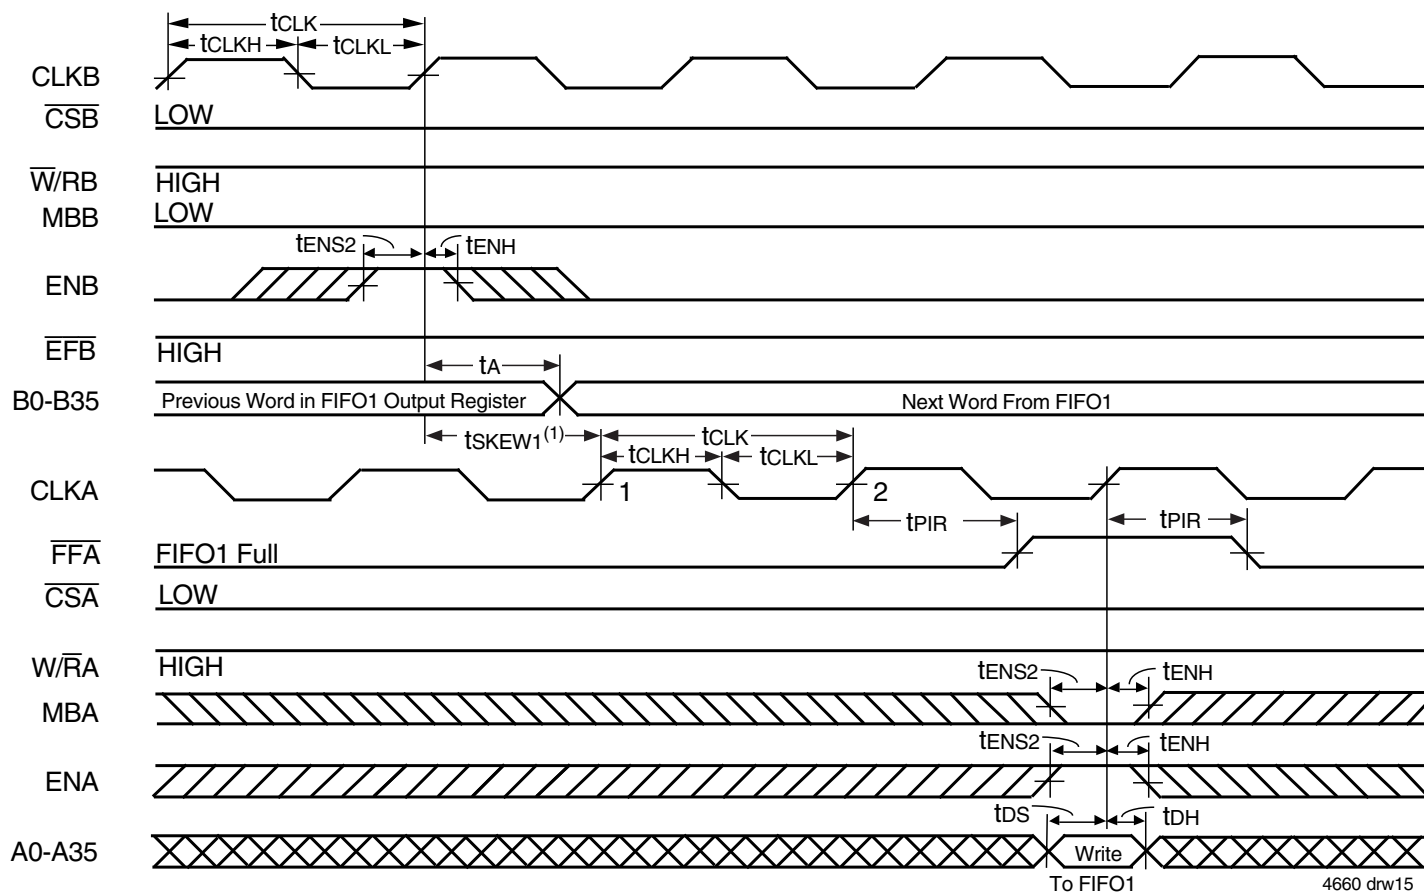 tCLK
tCLKH tCLKL
CLKB
CSB LOW
W/RB HIGH
MBB LOW
tENS2 tENH
ENB
EFB HIGH
tA
B0-B35 Previous Word in FIFO1 Output Register Next Word From FIFO1
tSKEW1(1) tCLK
tCLKH tCLKL
CLKA 1 2
tPIR tPIR
FFA FIFO1 Full
CSA LOW
W/RA HIGH
tENS2 tENH
MBA
tENS2 tENH
ENA
tDS tDH
A0-A35 Write
To FIFO1
4660 drw15